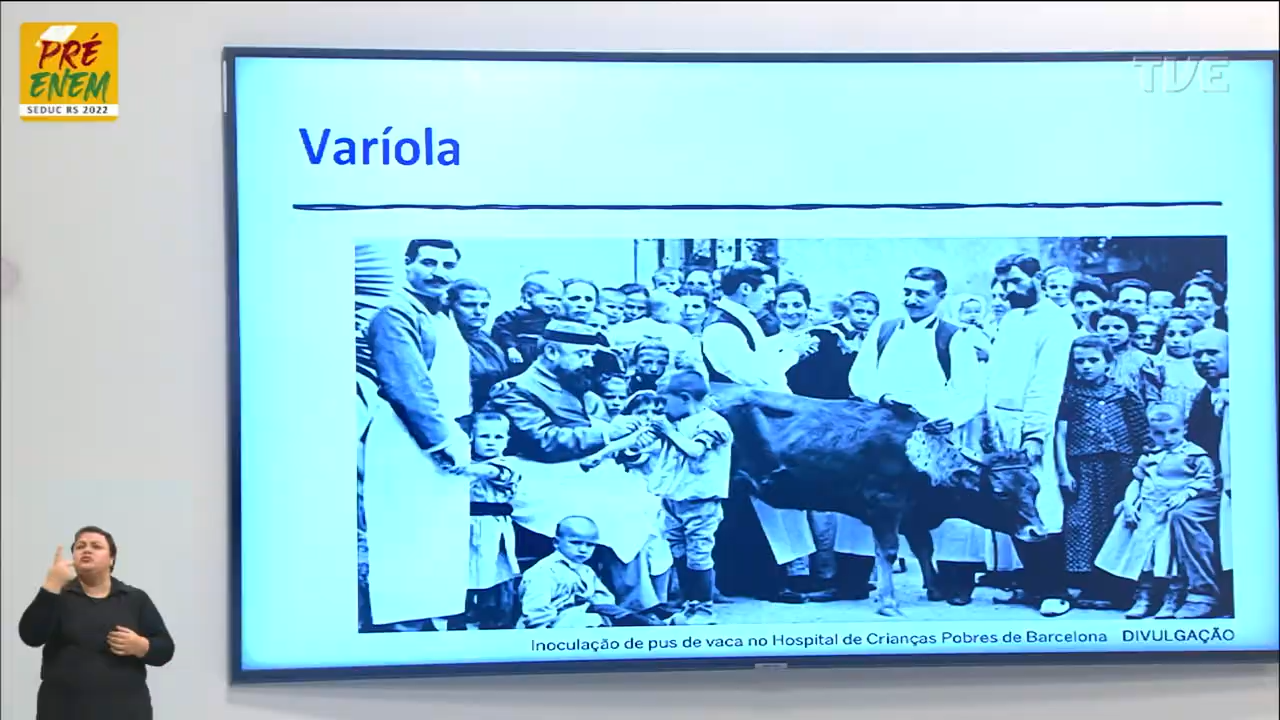 PRÉ
ENEM
SEDUC RS 2022
TVE
Varíola
Inoculação de pus de vaca no Hospital de Crianças Pobres de Barcelona DIVULGAÇÃO